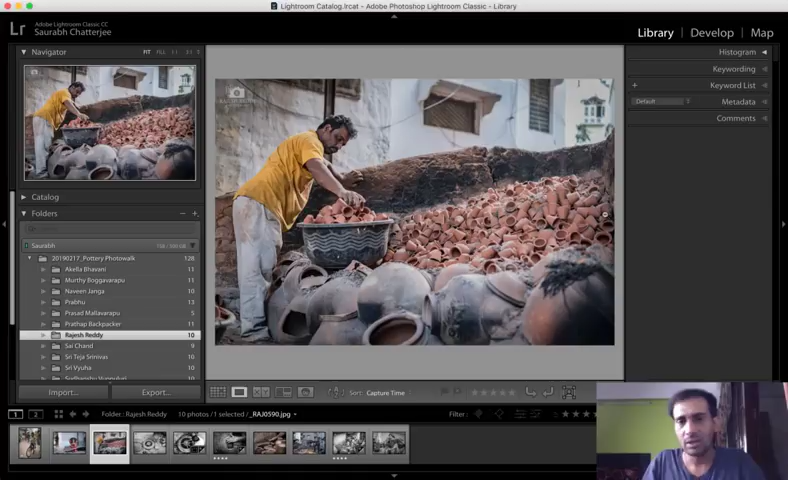 Lightroom Catalog.lrcat - Adobe Photoshop Lightroom Classic - Library
Lr
Adobe Lightroom Classic CC
Saurabh Chatterjee
Library | Develop | Map
Navigator FIT FILL 1:1
Histogram
Keywording
Keyword List
Default Metadata
Comments
Catalog
Folders
Saurabh
20190217_Pottery Photowalk 128
Akella Bhavani 11
Murthy Boggavarapu 11
Naveen Janga 10
Prabhu 13
Prasad Mallavarapu 5
Prathap Backpacker 11
Rajesh Reddy 10
Sai Chand 9
Sri Teja Srinivas 10
Sri Vyuha 10
Import... Export...
Sort: Capture Time
1 2 Folder: Rajesh Reddy 10 photos/1 selected /_RAJ0590.jpg Filter: